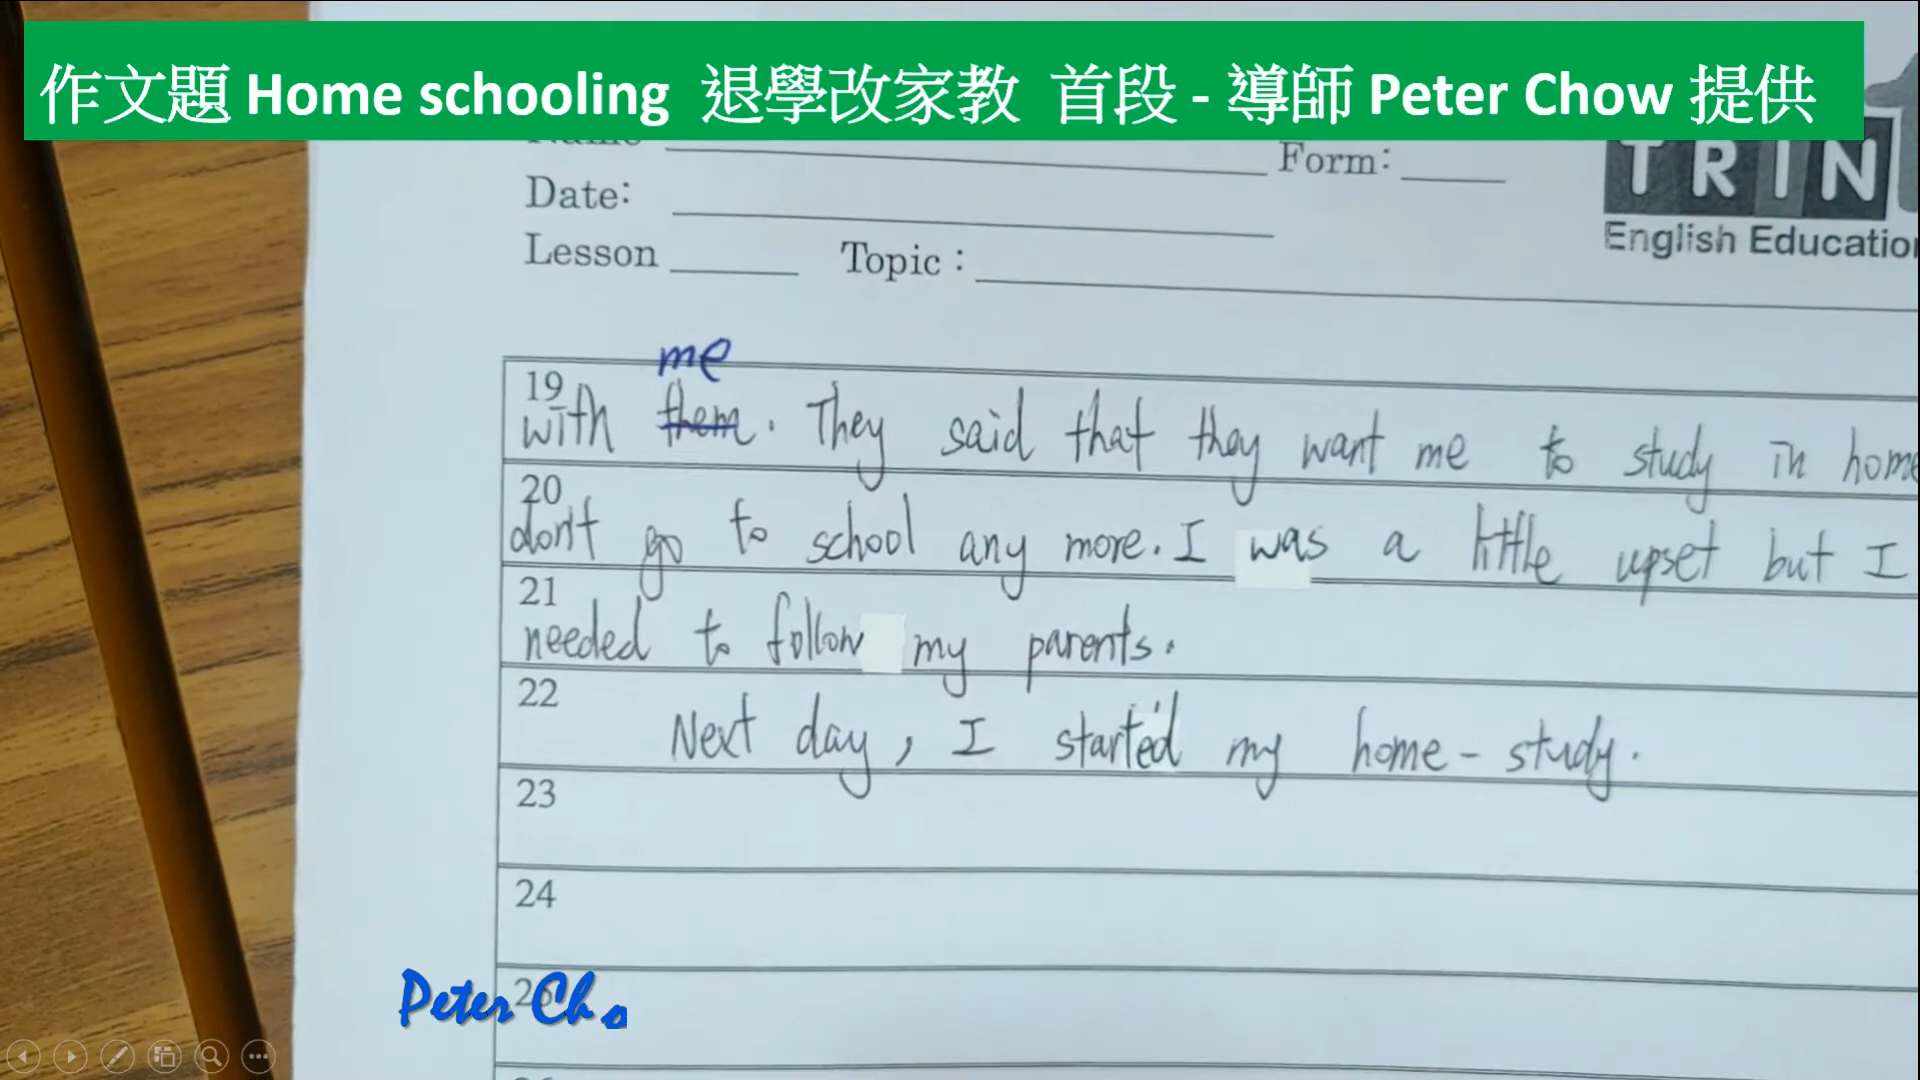 作文題 Home schooling 退學改家教 首段 - 導師 Peter Chow 提供
Form:
Date:
Lesson Topic :
TRIN
English Education
me
19
with them. They said that they want me to study in home
20
don't go to school any more. I was a little upset but I
21
needed to follow my parents.
22
Next day, I started my home - study.
23
24
25
Peter Cho